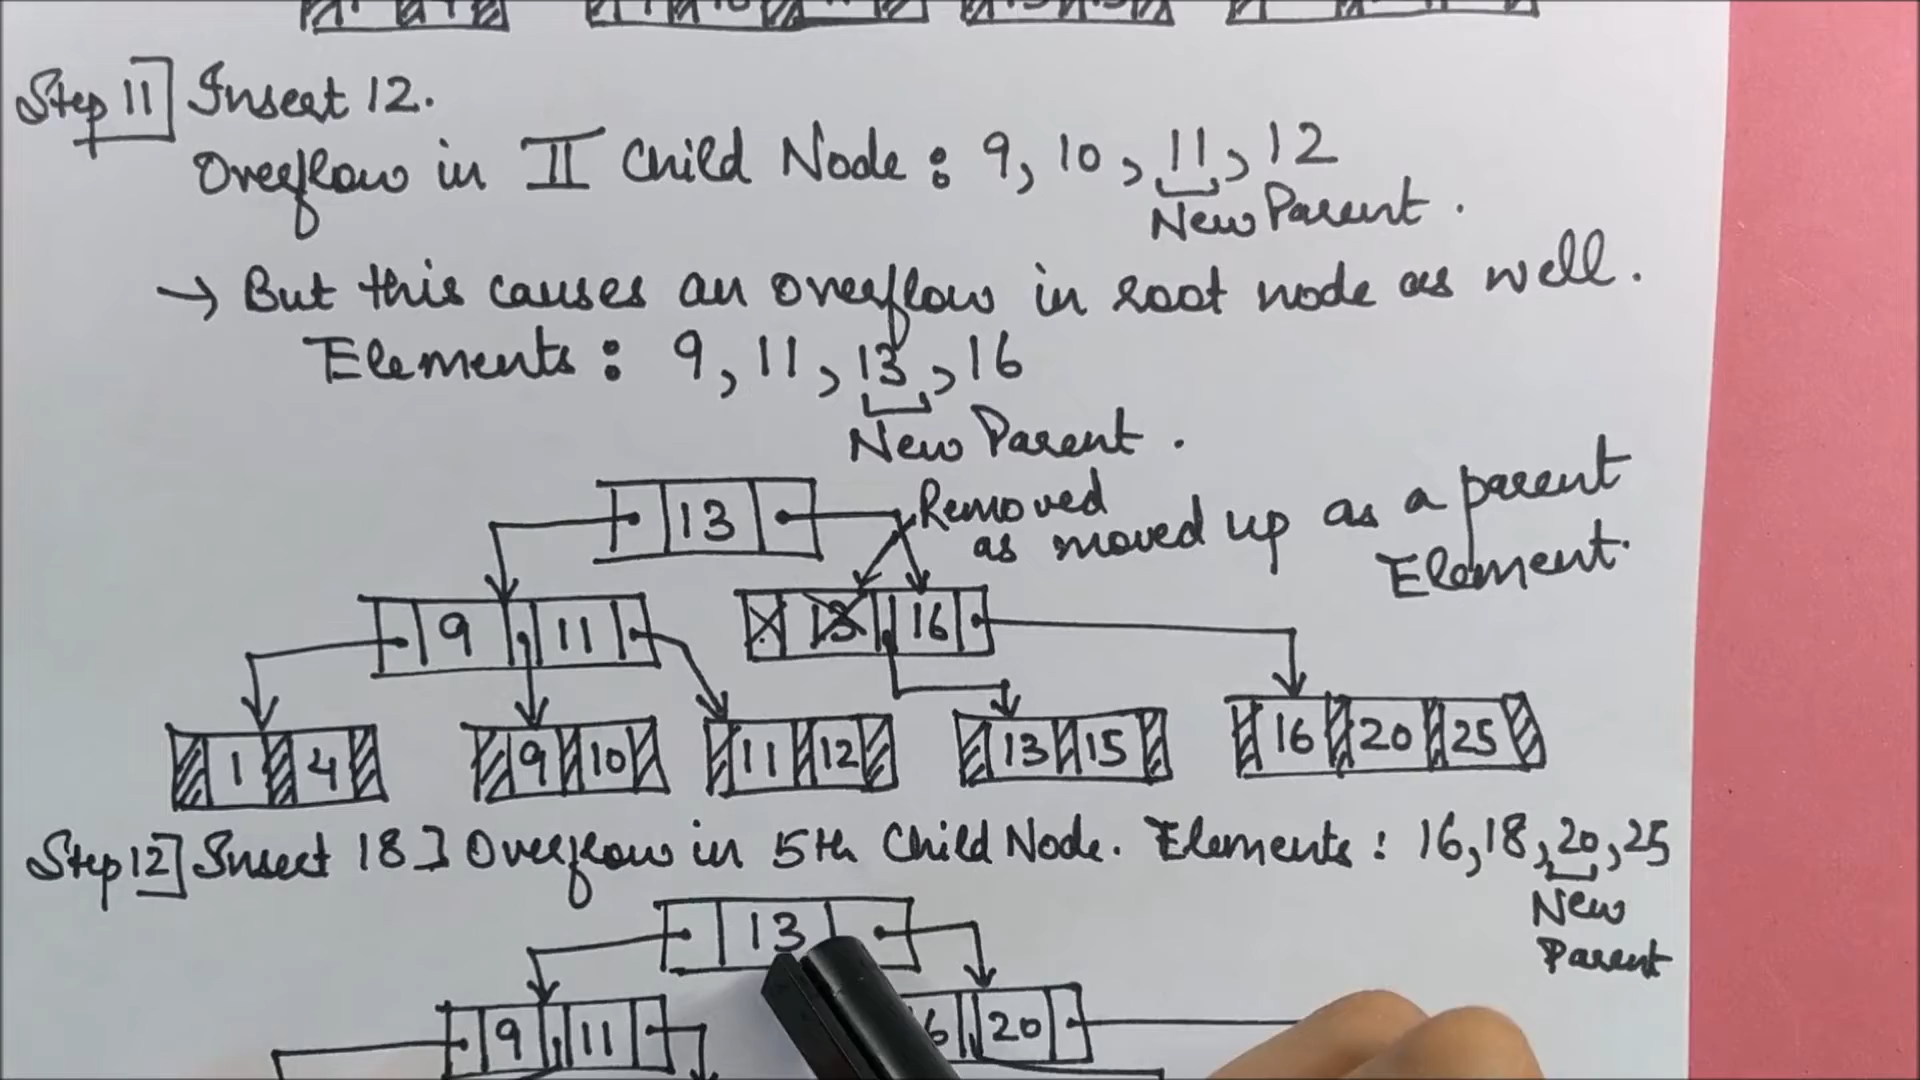 Step 11] Insert 12.
Overflow in II Child Node : 9, 10, 11, 12
New Parent.
→ But this causes an overflow in root node as well.
Elements : 9, 11, 13, 16
New Parent.
Removed
as moved up as a parent
Element.
13
9 11 13 16
1 4 9 10 11 12 13 15 16 20 25
Step 12] Insert 18] Overflow in 5th Child Node. Elements : 16, 18, 20, 25
New
Parent
13
9 11 20